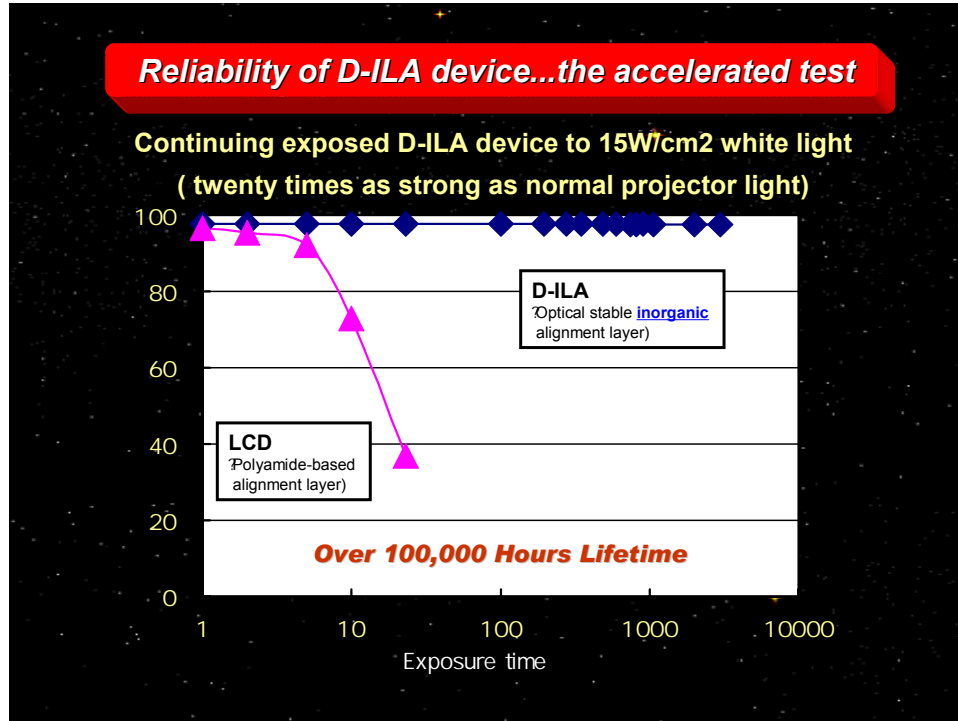 Reliability of D-ILA device...the accelerated test
Continuing exposed D-ILA device to 15W/cm2 white light
( twenty times as strong as normal projector light)
100
80
60
40
20
0
D-ILA
?Optical stable inorganic
alignment layer)
LCD
?Polyamide-based
alignment layer)
Over 100,000 Hours Lifetime
1
10
100
1000
10000
Exposure time